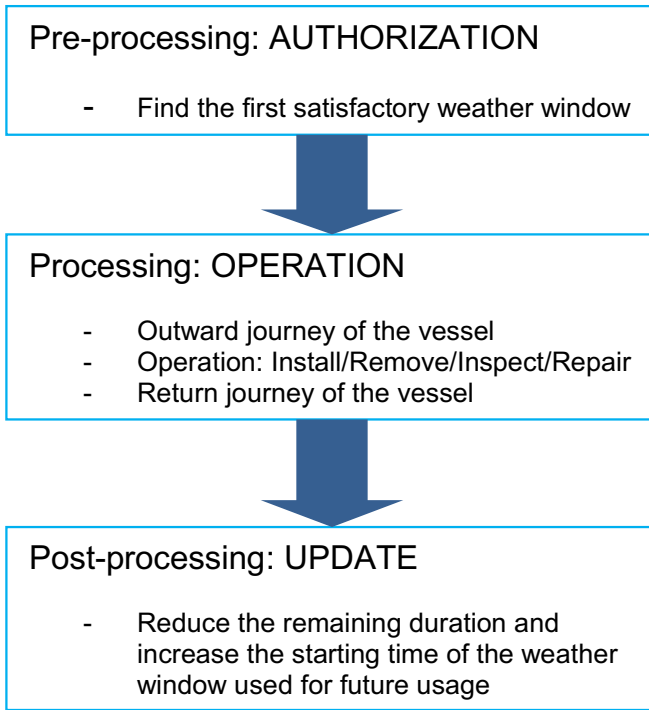 Pre-processing: AUTHORIZATION
- Find the first satisfactory weather window
Processing: OPERATION
- Outward journey of the vessel
- Operation: Install/Remove/Inspect/Repair
- Return journey of the vessel
Post-processing: UPDATE
- Reduce the remaining duration and
increase the starting time of the weather
window used for future usage